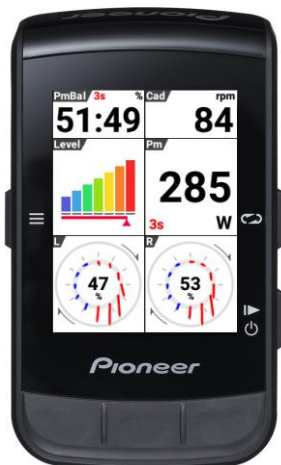 Pioneer
PmBal 3s % Cad rpm
51:49 84
Level Pm
285
3s W
L R
47 53
% %
Pioneer